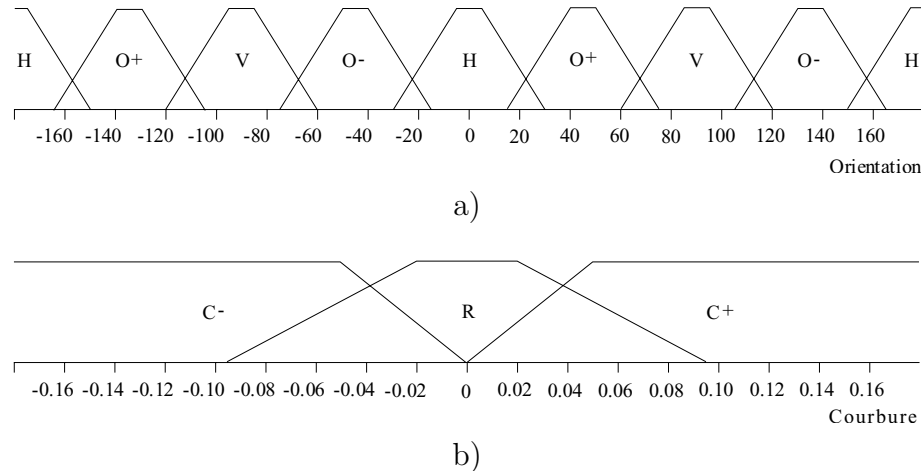 H O+ V O- H O+ V O- H
-160 -140 -120 -100 -80 -60 -40 -20 0 20 40 60 80 100 120 140 160
Orientation
a)
C- R C+
-0.16 -0.14 -0.12 -0.10 -0.08 -0.06 -0.04 -0.02 0 0.02 0.04 0.06 0.08 0.10 0.12 0.14 0.16
Courbure
b)